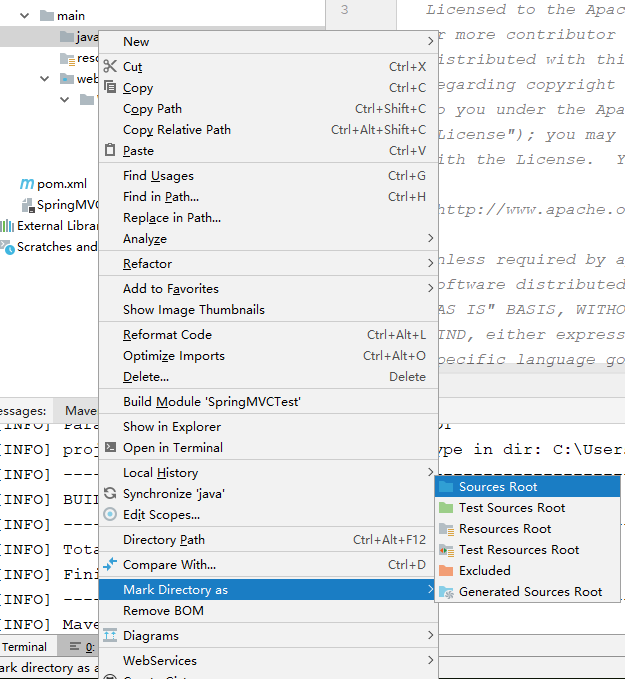 main
java
New
Cut Ctrl+X
Copy Ctrl+C
Copy Path Ctrl+Shift+C
Copy Relative Path Ctrl+Alt+Shift+C
Paste Ctrl+V
Find Usages Ctrl+G
Find in Path... Ctrl+H
Replace in Path...
Analyze
Refactor
Add to Favorites
Show Image Thumbnails
Reformat Code Ctrl+Alt+L
Optimize Imports Ctrl+Alt+O
Delete... Delete
Build Module 'SpringMVCTest'
Show in Explorer
Open in Terminal
Local History
Synchronize 'java'
Edit Scopes...
Directory Path Ctrl+Alt+F12
Compare With... Ctrl+D
Mark Directory as
Remove BOM
Diagrams
WebServices
Sources Root
Test Sources Root
Resources Root
Test Resources Root
Excluded
Generated Sources Root
reso
web
pom.xml
SpringMVC
External Librar
Scratches and
3
Licensed to the Apac
r more contributor
istributed with thi
egarding copyright
o you under the Apa
License"); you may
ith the License. Y
http://www.apache.o
nless required by a
oftware distributed
AS IS" BASIS, WITHO
IND, either express
pecific language go
essages: Mave
[INFO] Para
[INFO] proj ype in dir: C:\User
[INFO] ----
[INFO] BUII
[INFO] ----
[INFO] Tota
[INFO] Fini
[INFO] ----
[INFO] Mave
Terminal 0:
ark directory as a